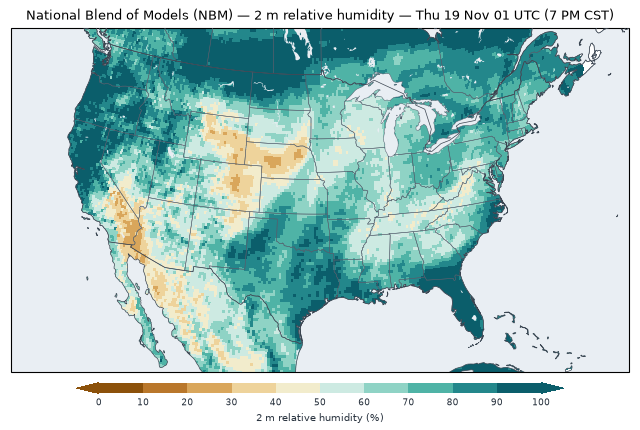 National Blend of Models (NBM) — 2 m relative humidity — Thu 19 Nov 01 UTC (7 PM CST)
0 10 20 30 40 50 60 70 80 90 100
2 m relative humidity (%)